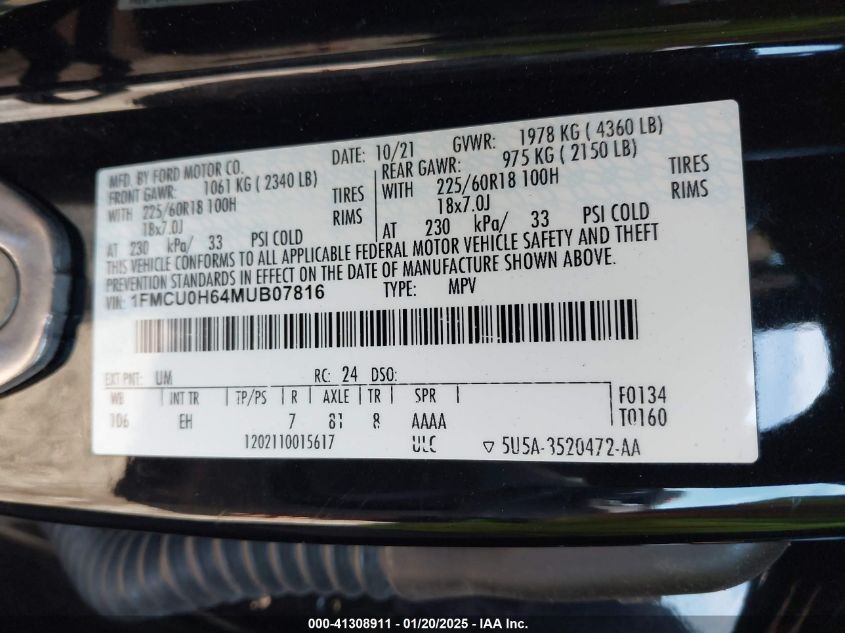 MFD. BY FORD MOTOR CO.
DATE: 10/21 GVWR: 1978 KG ( 4360 LB)
FRONT GAWR: 1061 KG ( 2340 LB) REAR GAWR: 975 KG ( 2150 LB)
WITH 225/60R18 100H TIRES WITH 225/60R18 100H TIRES
18x7.0J RIMS 18x7.0J RIMS
AT 230 kPa/ 33 PSI COLD AT 230 kPa/ 33 PSI COLD
THIS VEHICLE CONFORMS TO ALL APPLICABLE FEDERAL MOTOR VEHICLE SAFETY AND THEFT
PREVENTION STANDARDS IN EFFECT ON THE DATE OF MANUFACTURE SHOWN ABOVE.
VIN: 1FMCU0H64MUB07816 TYPE: MPV
EXT PNT: UM RC: 24 DSO:
WB INT TR TP/PS R AXLE TR SPR F0134
106 EH 7 81 8 AAAA T0160
1202110015617 ULC ▽ 5U5A-3520472-AA
000-41308911 - 01/20/2025 - IAA Inc.